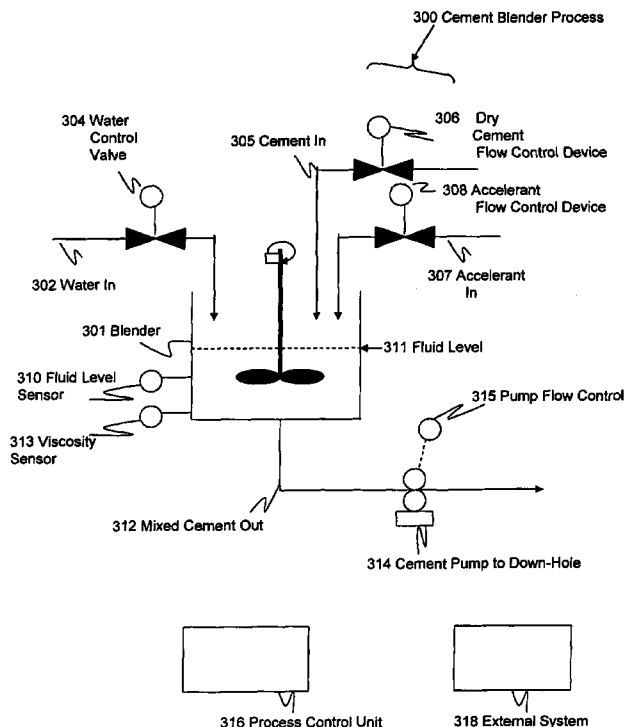 300 Cement Blender Process
304 Water
Control
Valve
306 Dry
Cement
Flow Control Device
305 Cement In
308 Accelerant
Flow Control Device
302 Water In
307 Accelerant
In
301 Blender
311 Fluid Level
310 Fluid Level
Sensor
315 Pump Flow Control
313 Viscosity
Sensor
312 Mixed Cement Out
314 Cement Pump to Down-Hole
316 Process Control Unit
318 External System